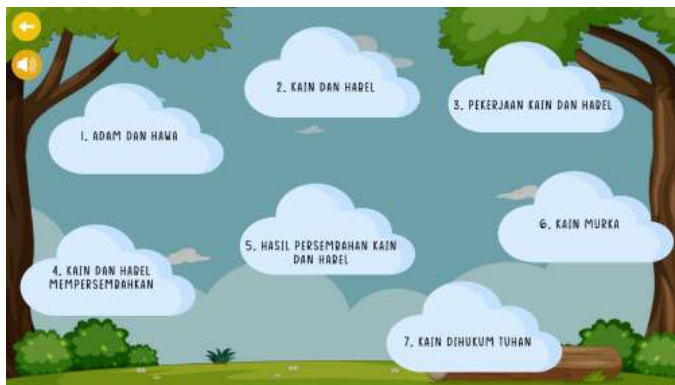 1. ADAM DAN HAWA
2. KAIN DAN HABEL
3. PEKERJAAN KAIN DAN HABEL
4. KAIN DAN HABEL
MEMPERSEMBAHKAN
5. HASIL PERSEMBAHAN KAIN
DAN HABEL
6. KAIN MURKA
7. KAIN DIHUKUM TUHAN